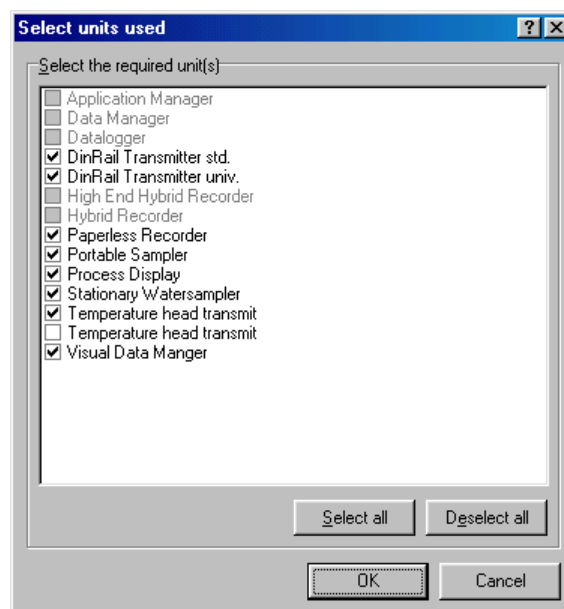 Select units used
Select the required unit(s)
Application Manager
Data Manager
Datalogger
DinRail Transmitter std.
DinRail Transmitter univ.
High End Hybrid Recorder
Hybrid Recorder
Paperless Recorder
Portable Sampler
Process Display
Stationary Watersampler
Temperature head transmit
Temperature head transmit
Visual Data Manger
Select all Deselect all
OK Cancel